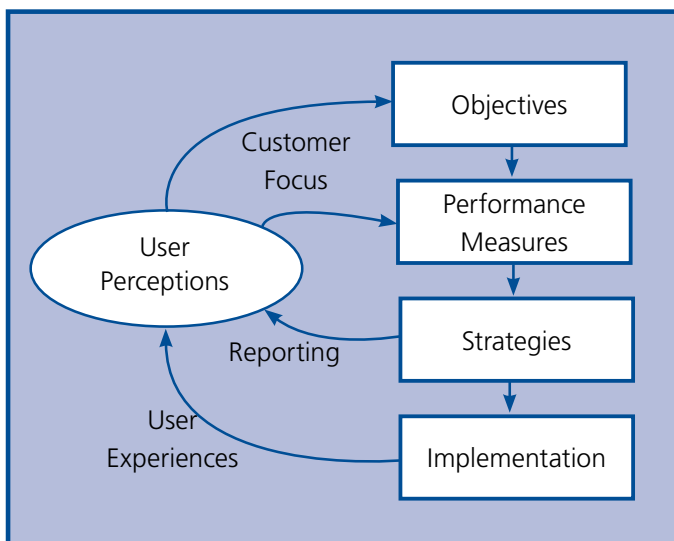 Objectives
Customer
Focus
Performance
Measures
User
Perceptions
Strategies
Reporting
User
Experiences
Implementation